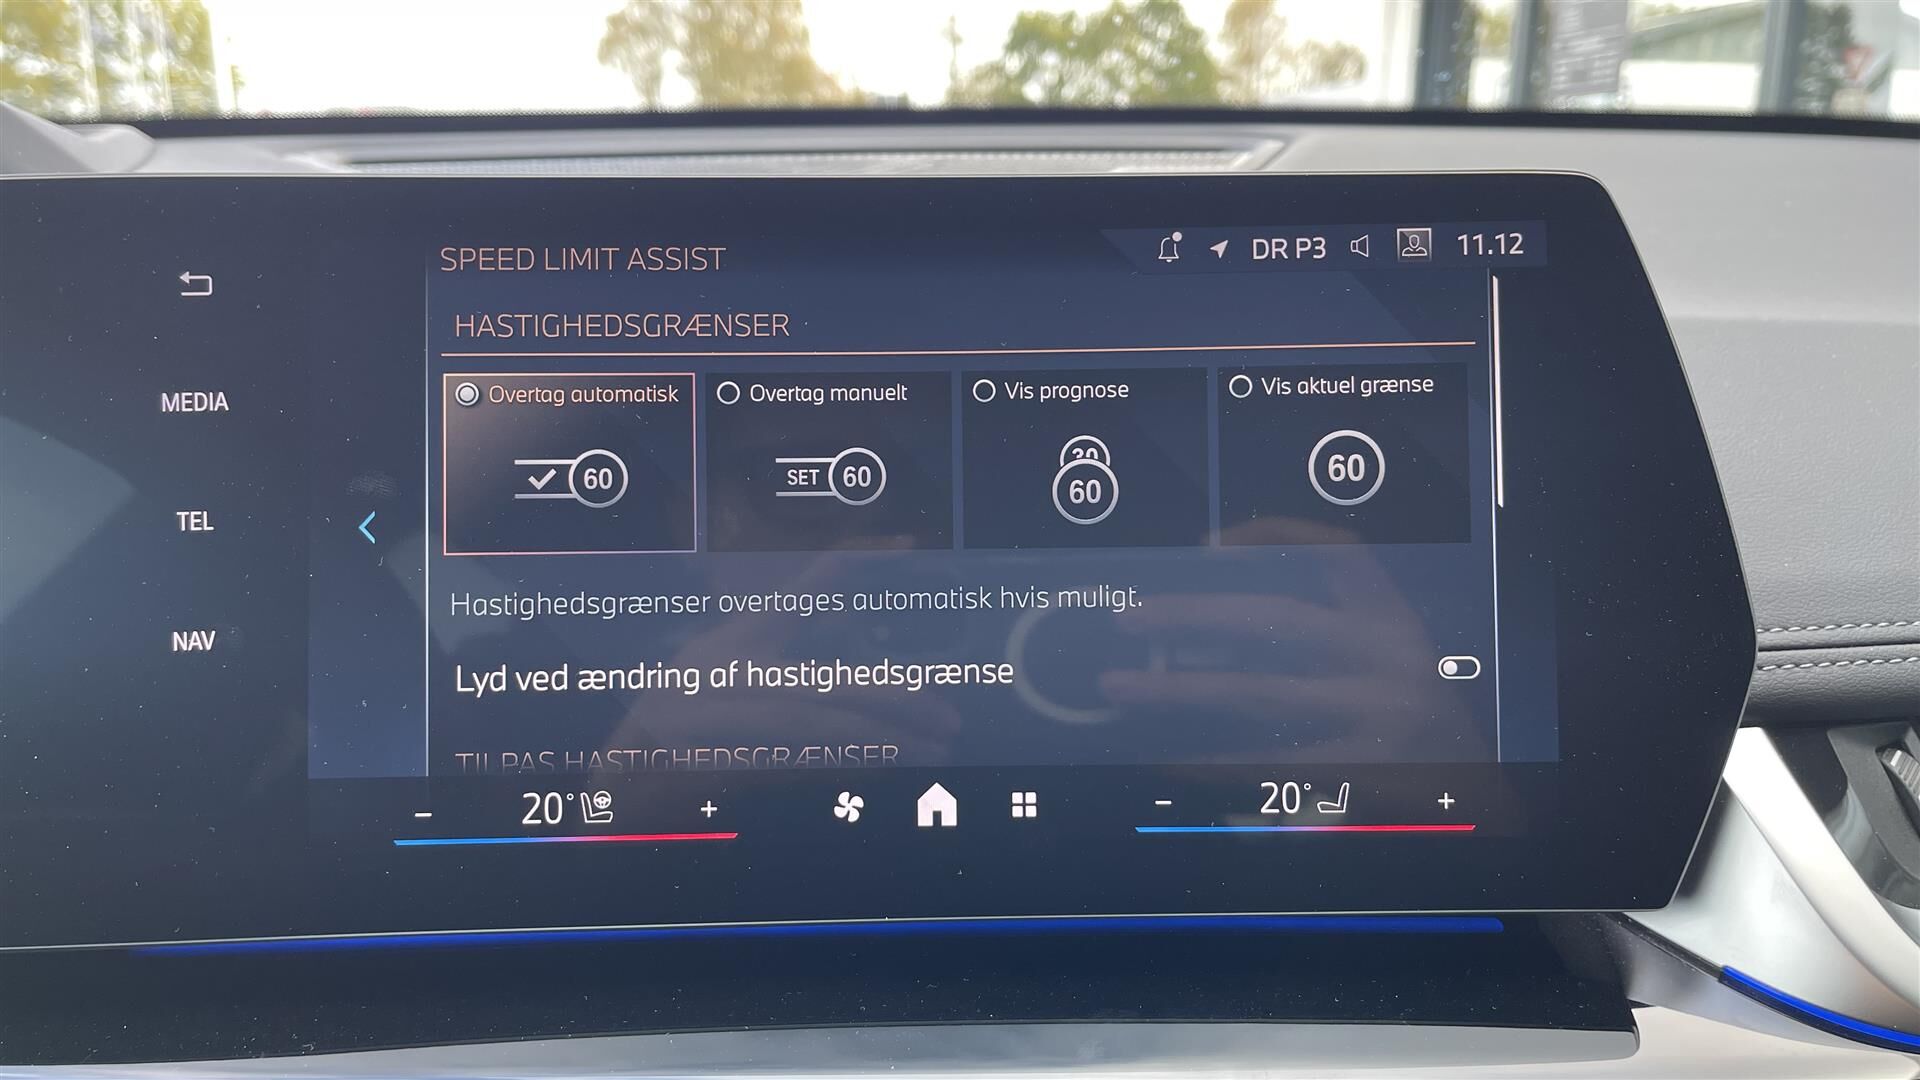 SPEED LIMIT ASSIST
DR P3
11.12
HASTIGHEDSGRÆNSER
MEDIA
TEL
NAV
Overtag automatisk
60
Overtag manuelt
SET 60
Vis prognose
30
60
Vis aktuel grænse
60
Hastighedsgrænser overtages automatisk hvis muligt.
Lyd ved ændring af hastighedsgrænse
TILPAS HASTIGHEDSGRÆNSER
− 20° +
− 20° +